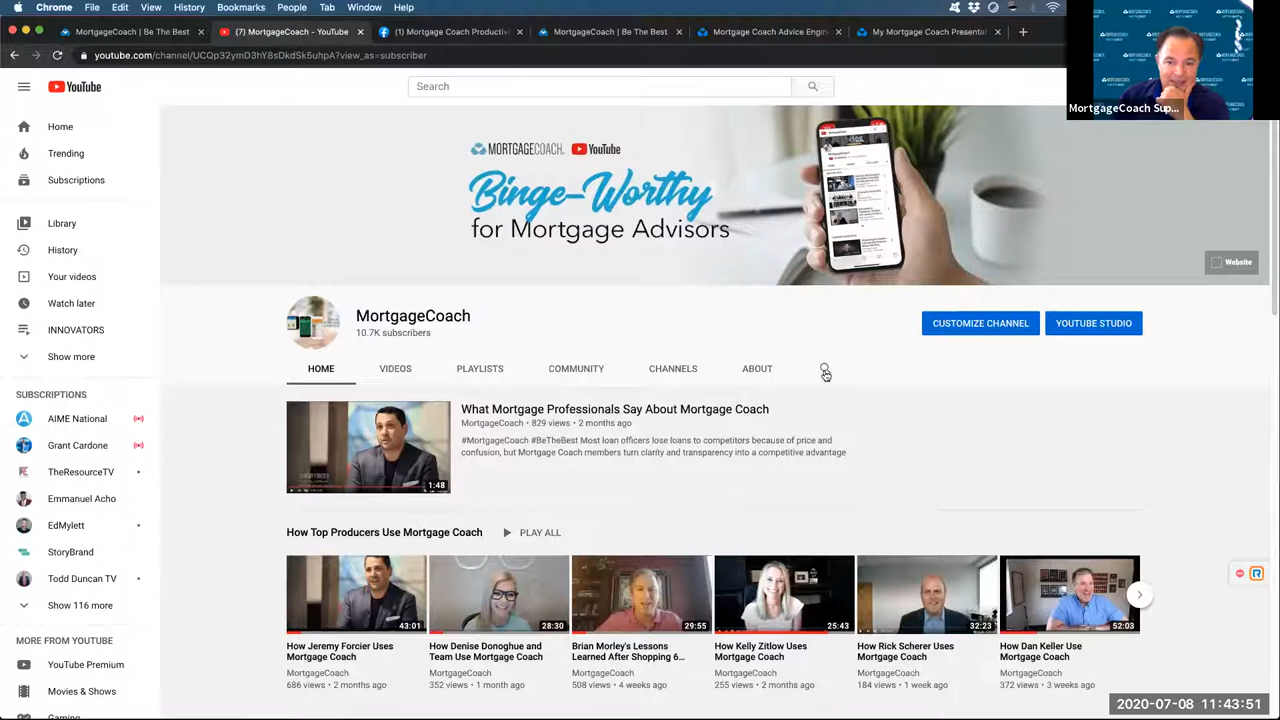 Chrome File Edit View History Bookmarks People Tab Window Help
MortgageCoach | Be The Best
(7) MortgageCoach - YouTube
(1) Mortgage Coach Productiv
MortgageCoach | Be The Best
Mortgage Coach Advice Engin
My Mortgage Coach Presentat
youtube.com/channel/UCQp32ymD3hY8sDkdSk5uhpA?view_as=subscriber
MortgageCoach Sup...
YouTube
Search
Home
Trending
Subscriptions
Library
History
Your videos
Watch later
INNOVATORS
Show more
SUBSCRIPTIONS
AIME National
Grant Cardone
TheResourceTV
Emmanuel Acho
EdMylett
StoryBrand
Todd Duncan TV
Show 116 more
MORE FROM YOUTUBE
YouTube Premium
Movies & Shows
Gaming
MORTGAGECOACH. YouTube
Binge-Worthy
for Mortgage Advisors
Website
MortgageCoach
10.7K subscribers
CUSTOMIZE CHANNEL
YOUTUBE STUDIO
HOME VIDEOS PLAYLISTS COMMUNITY CHANNELS ABOUT
What Mortgage Professionals Say About Mortgage Coach
MortgageCoach • 829 views • 2 months ago
#MortgageCoach #BeTheBest Most loan officers lose loans to competitors because of price and
confusion, but Mortgage Coach members turn clarity and transparency into a competitive advantage
1:48
How Top Producers Use Mortgage Coach
PLAY ALL
43:01
How Jeremy Forcier Uses
Mortgage Coach
MortgageCoach
686 views • 2 months ago
28:30
How Denise Donoghue and
Team Use Mortgage Coach
MortgageCoach
352 views • 1 month ago
29:55
Brian Morley's Lessons
Learned After Shopping 6...
MortgageCoach
508 views • 4 weeks ago
25:43
How Kelly Zitlow Uses
Mortgage Coach
MortgageCoach
255 views • 2 months ago
32:23
How Rick Scherer Uses
Mortgage Coach
MortgageCoach
184 views • 1 week ago
52:03
How Dan Keller Use
Mortgage Coach
MortgageCoach
372 views • 3 weeks ago
2020-07-08 11:43:51